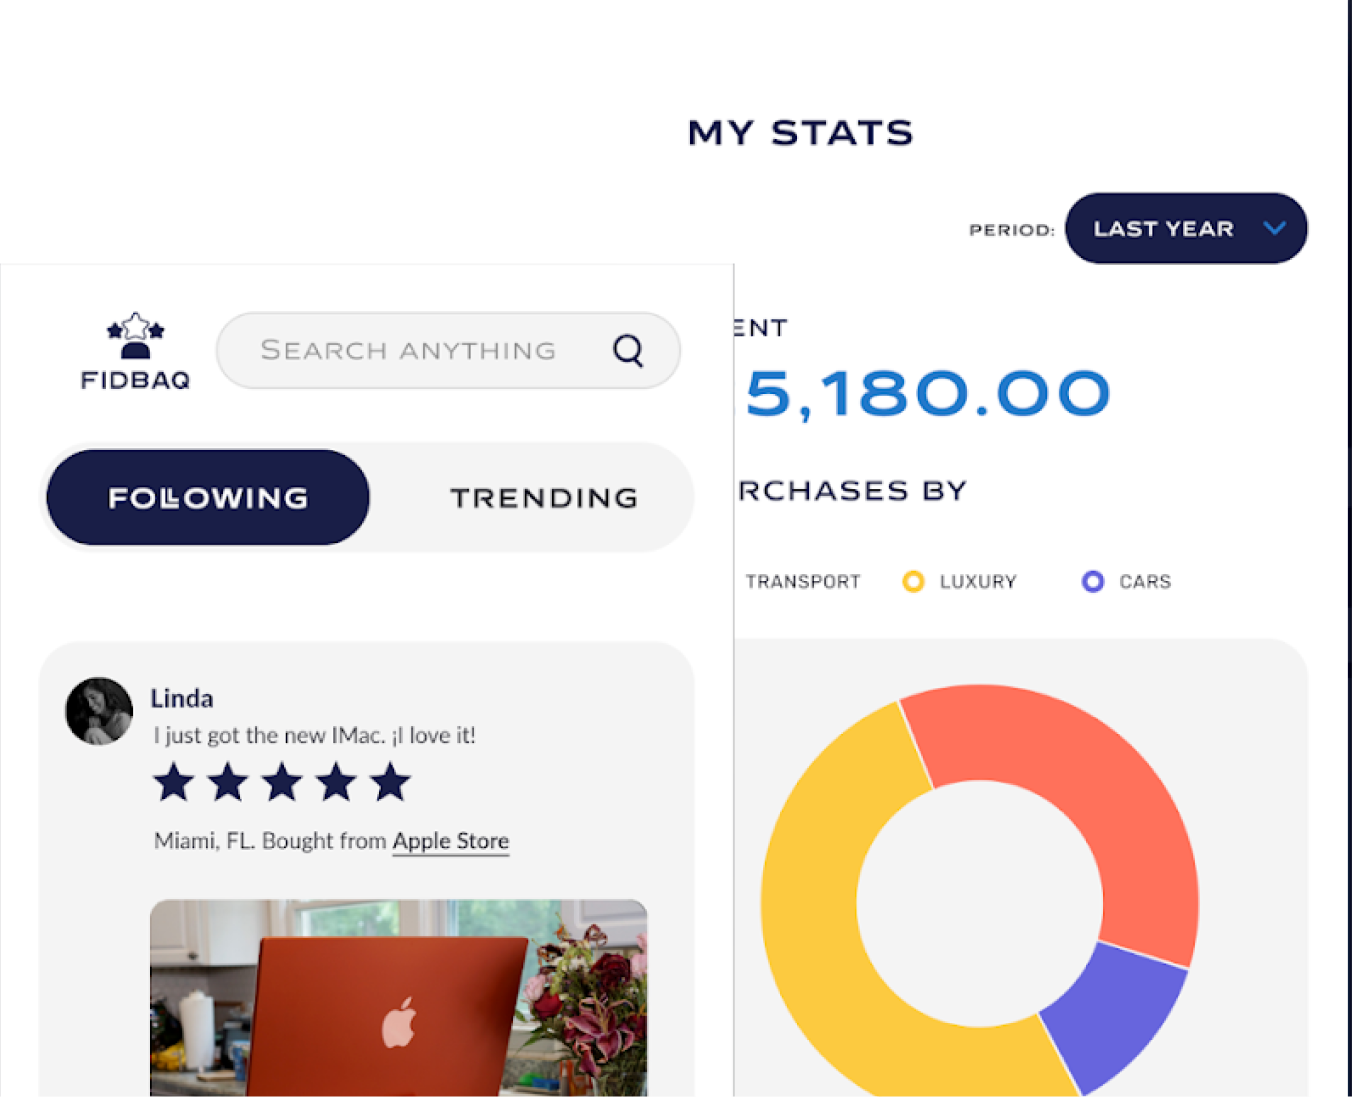 MY STATS
PERIOD: LAST YEAR
ENT
5,180.00
RCHASES BY
TRANSPORT LUXURY CARS
FIDBAQ
SEARCH ANYTHING
FOLLOWING TRENDING
Linda
I just got the new IMac. ¡I love it!
Miami, FL. Bought from Apple Store